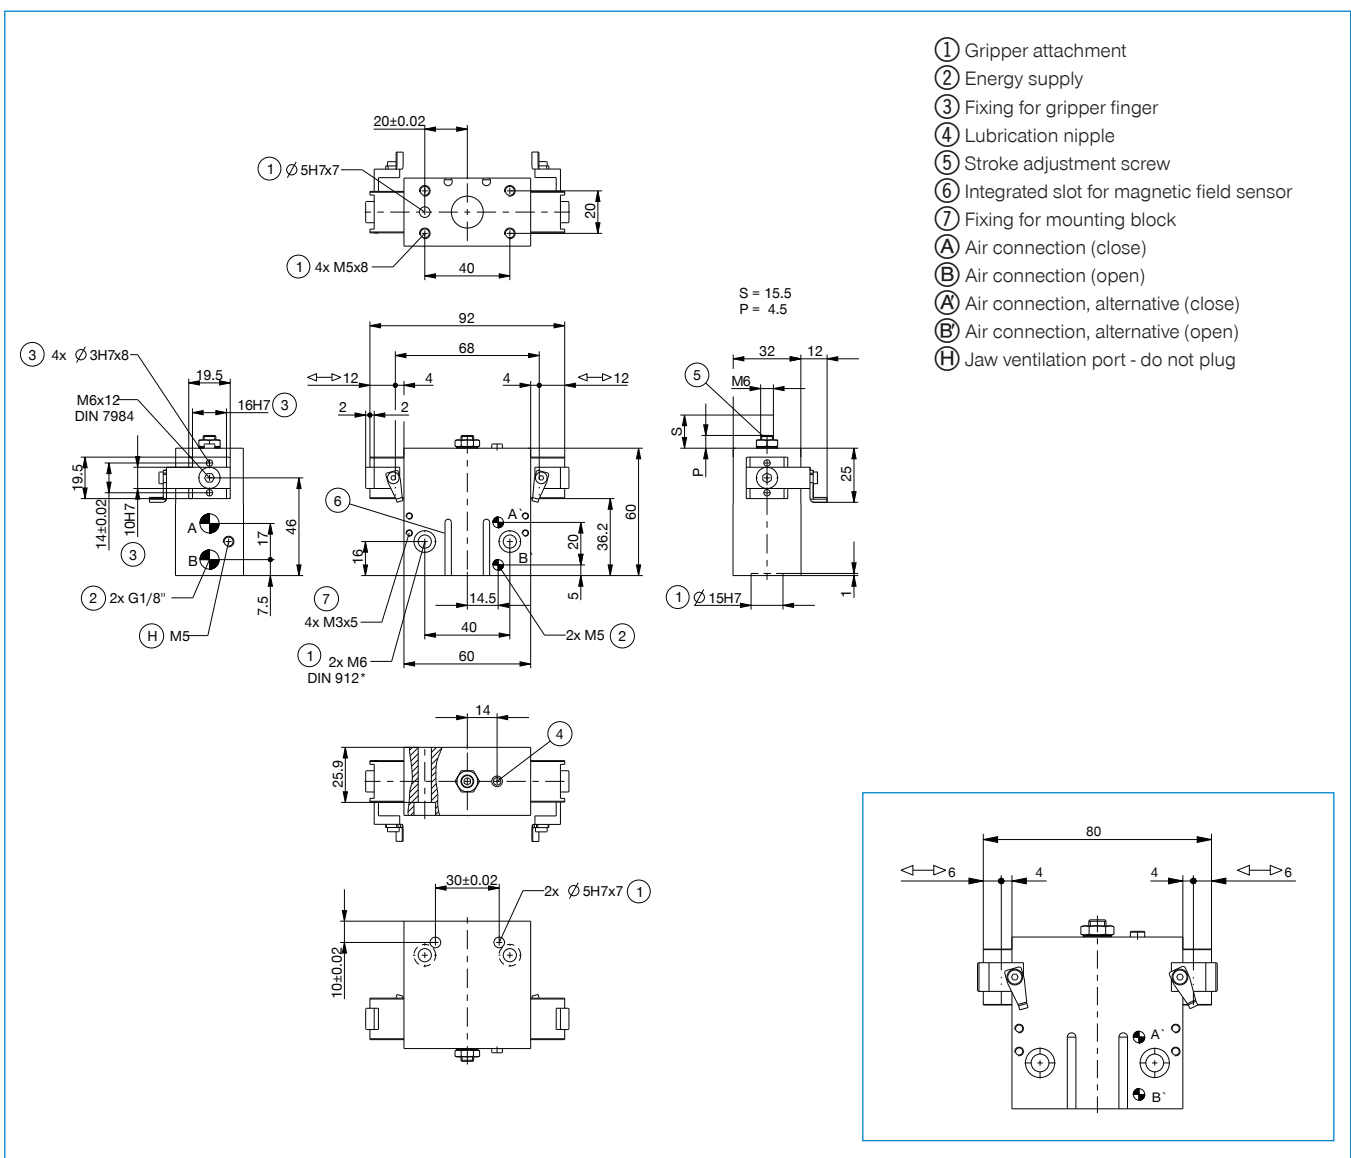 ① Gripper attachment
② Energy supply
③ Fixing for gripper finger
④ Lubrication nipple
⑤ Stroke adjustment screw
⑥ Integrated slot for magnetic field sensor
⑦ Fixing for mounting block
Ⓐ Air connection (close)
Ⓑ Air connection (open)
A' Air connection, alternative (close)
B' Air connection, alternative (open)
Ⓗ Jaw ventilation port - do not plug
20±0.02
① Ø 5H7x7
20
① 4x M5x8
40
S = 15.5
P = 4.5
92
68
12 4
4 12
2 2
③ 4x Ø 3H7x8
19.5
M6x12
DIN 7984
16H7 ③
19.5
14±0.02
10H7
③
46
A
17
B
7.5
② 2x G1/8"
Ⓗ M5
⑥
A`
B`
16
20
36.2
60
5
14.5
⑦
4x M3x5
40
2x M5 ②
① 2x M6
DIN 912*
60
32 12
⑤
M6
S
P
25
① Ø 15H7
1
14
④
25.9
30±0.02
2x Ø 5H7x7 ①
10±0.02
80
6 4
4 6
A`
B`